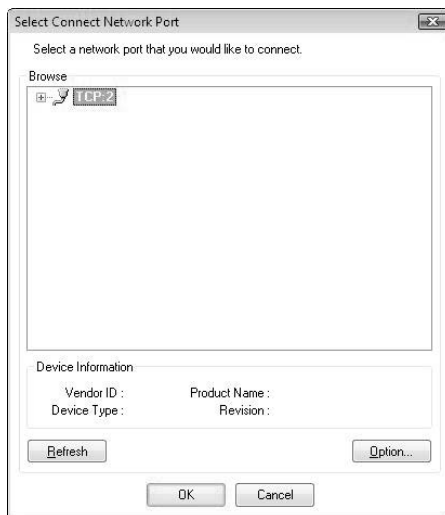 Select Connect Network Port
Select a network port that you would like to connect.
Browse
TCP:2
Device Information
Vendor ID : Product Name :
Device Type : Revision :
Refresh Option...
OK Cancel